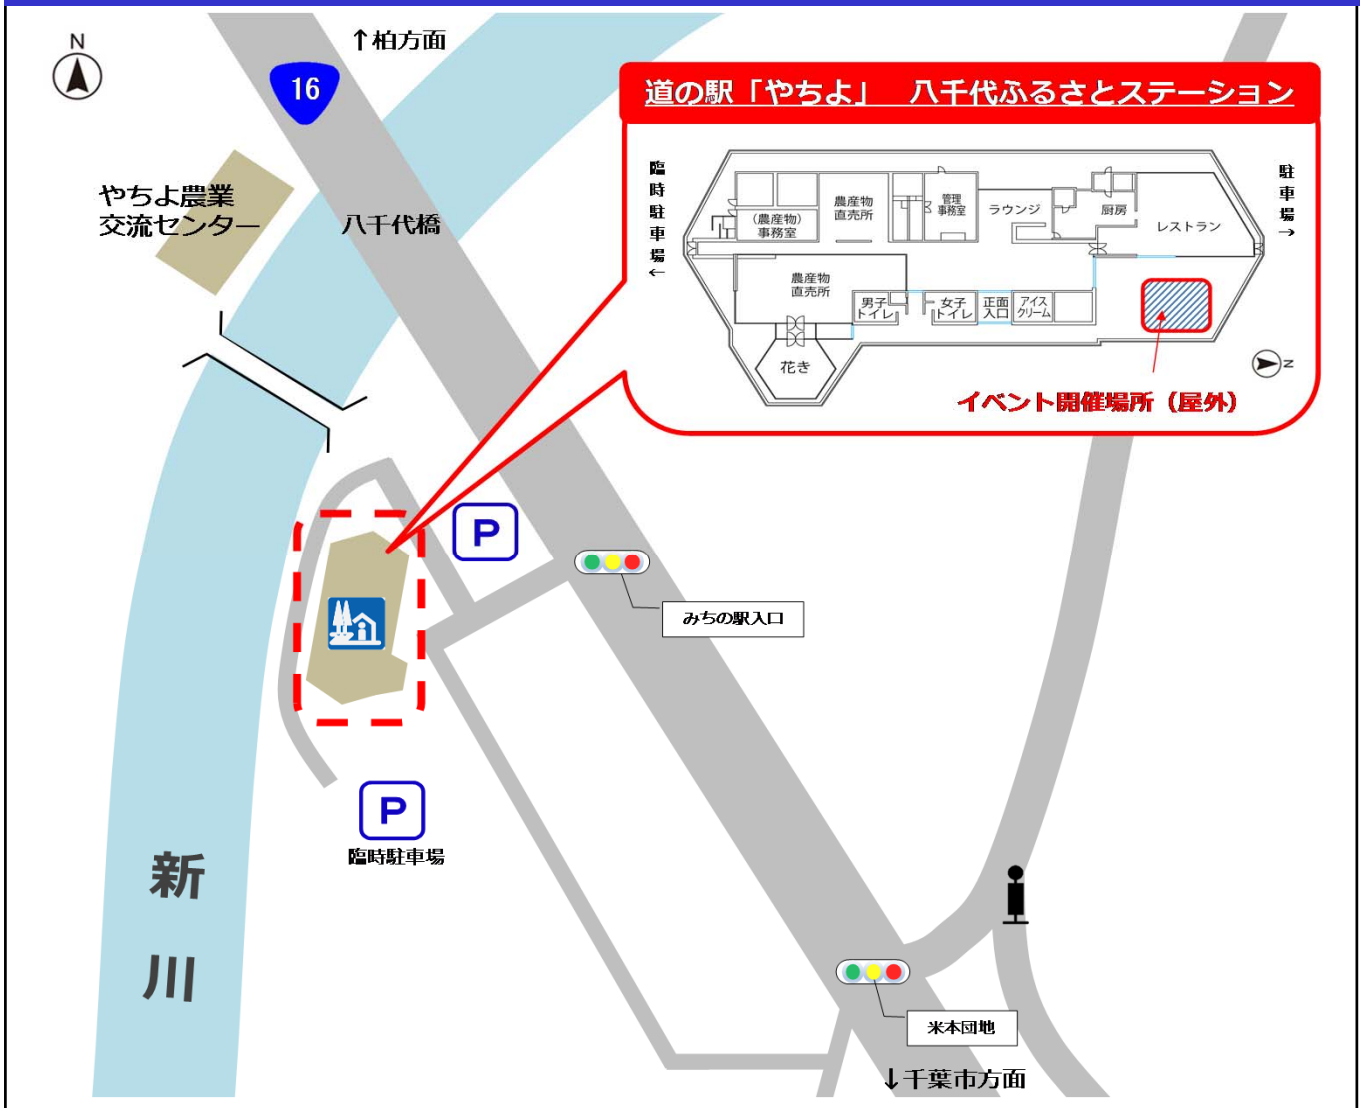 N
↑柏方面
16
道の駅「やちよ」　八千代ふるさとステーション
やちよ農業
交流センター
八千代橋
臨時駐車場←
駐車場→
(農産物)
事務室
農産物
直売所
管理
事務室
ラウンジ
厨房
レストラン
農産物
直売所
男子
トイレ
女子
トイレ
正面
入口
アイス
クリーム
花き
N
イベント開催場所（屋外）
P
みちの駅入口
P
臨時駐車場
新川
米本団地
↓千葉市方面